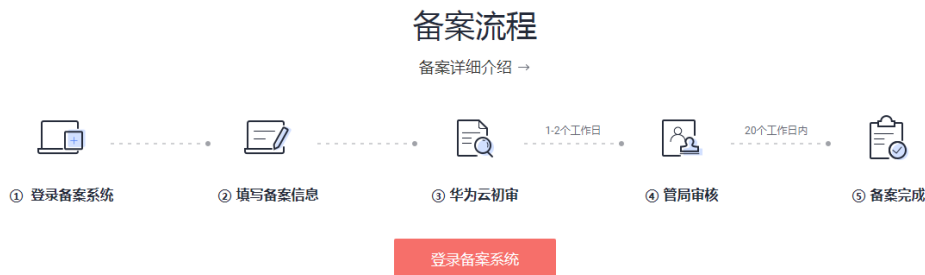 备案流程
备案详细介绍 →
1-2个工作日
20个工作日内
① 登录备案系统
② 填写备案信息
③ 华为云初审
④ 管局审核
⑤ 备案完成
登录备案系统